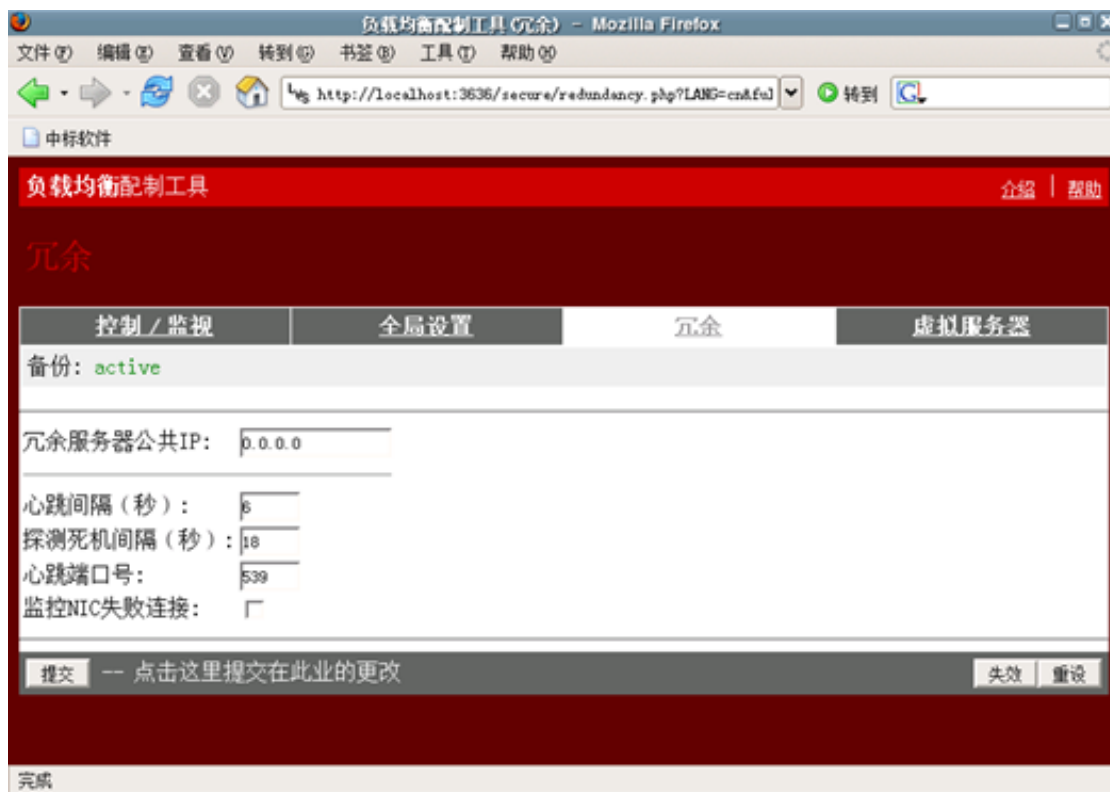 负载均衡配制工具 (冗余) - Mozilla Firefox
文件(F) 编辑(E) 查看(V) 转到(G) 书签(B) 工具(T) 帮助(H)
http://localhost:3636/secure/redundancy.php?LANG=cn&ful 转到
中标软件
负载均衡配制工具 介绍 | 帮助
冗余
控制/监视 全局设置 冗余 虚拟服务器
备份: active
冗余服务器公共IP: 0.0.0.0
心跳间隔(秒): 6
探测死机间隔(秒): 18
心跳端口号: 539
监控NIC失败连接:
提交 -- 点击这里提交在此业的更改 失效 重设
完成